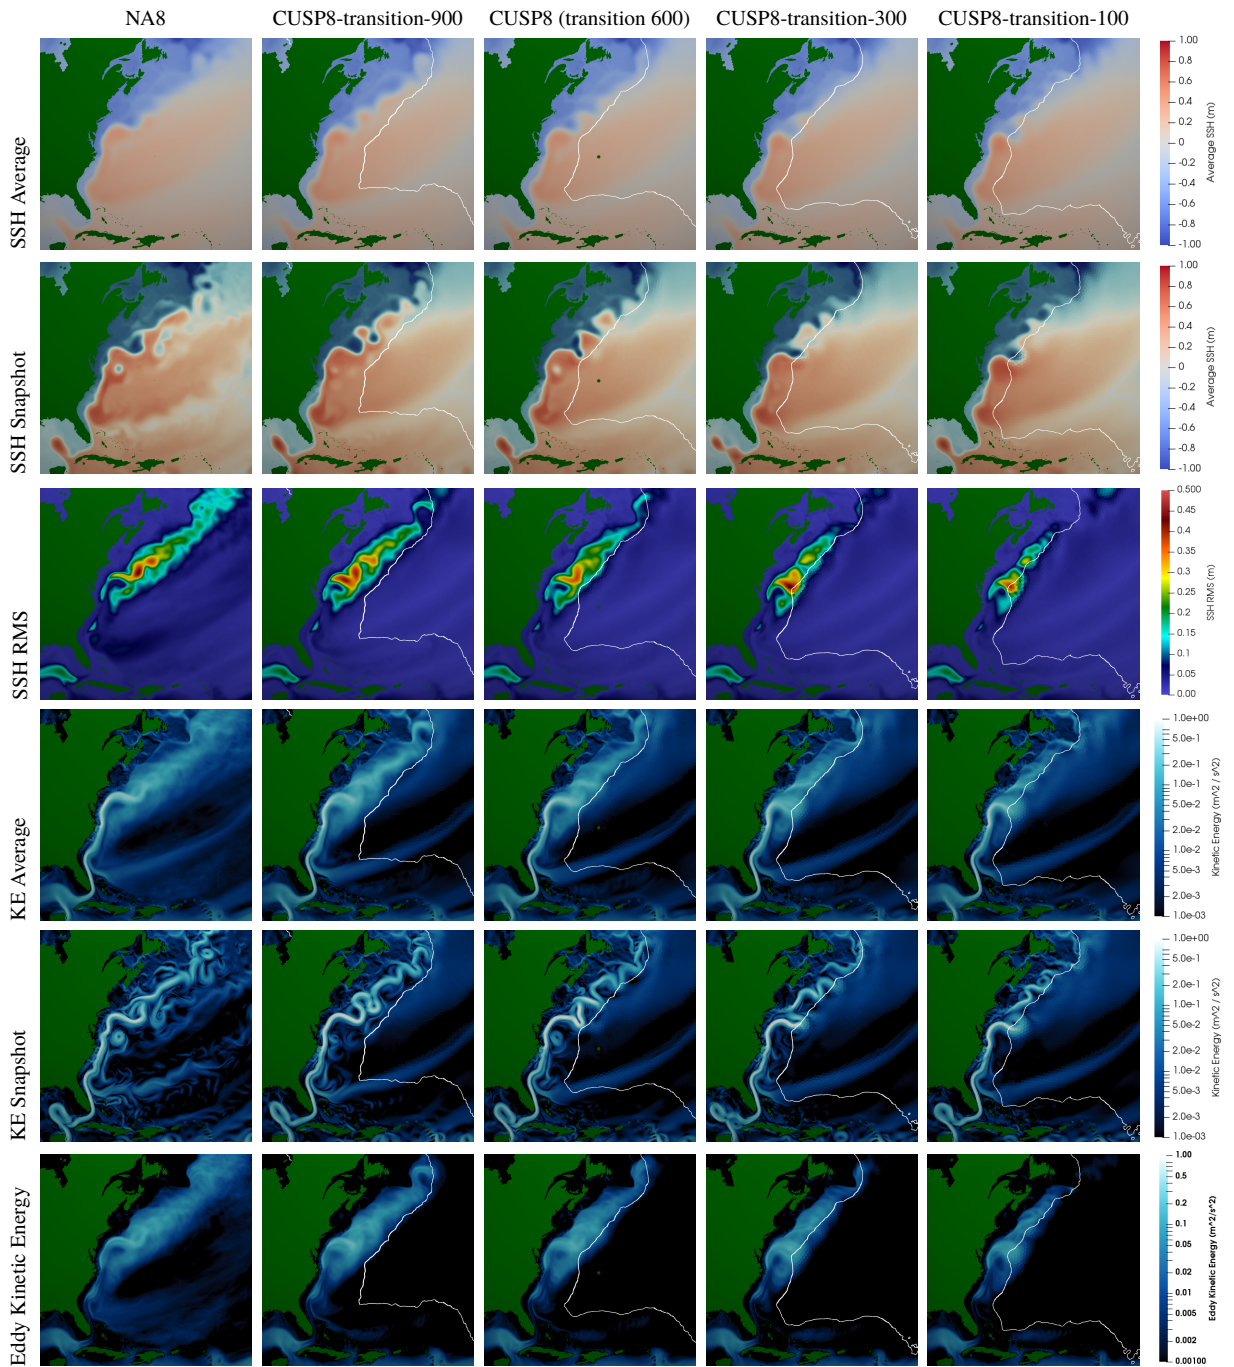 NA8
CUSP8-transition-900
CUSP8 (transition 600)
CUSP8-transition-300
CUSP8-transition-100
SSH Average
1.00
0.8
0.6
0.4
0.2
0
-0.2
-0.4
-0.6
-0.8
-1.00
Average SSH (m)
SSH Snapshot
1.00
0.8
0.6
0.4
0.2
0
-0.2
-0.4
-0.6
-0.8
-1.00
Average SSH (m)
SSH RMS
0.500
0.45
0.40
0.35
0.30
0.25
0.20
0.15
0.10
0.05
0.00
SSH RMS (m)
KE Average
1.0e+00
5.0e-1
2.0e-1
1.0e-1
5.0e-2
2.0e-2
1.0e-2
5.0e-3
2.0e-3
1.0e-03
Kinetic Energy (m^2 / s^2)
KE Snapshot
1.0e+00
5.0e-1
2.0e-1
1.0e-1
5.0e-2
2.0e-2
1.0e-2
5.0e-3
2.0e-3
1.0e-03
Kinetic Energy (m^2 / s^2)
Eddy Kinetic Energy
1.00
0.5
0.2
0.1
0.05
0.02
0.01
0.005
0.002
0.00100
Eddy Kinetic Energy (m^2/s^2)